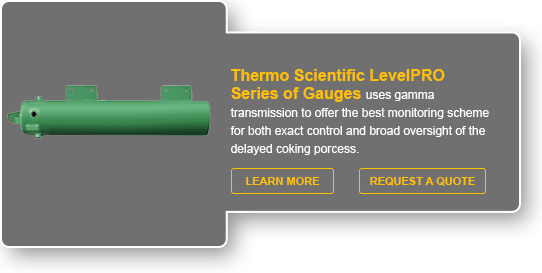 Thermo Scientific LevelPRO
Series of Gauges uses gamma
transmission to offer the best monitoring scheme
for both exact control and broad oversight of the
delayed coking porcess.
LEARN MORE
REQUEST A QUOTE